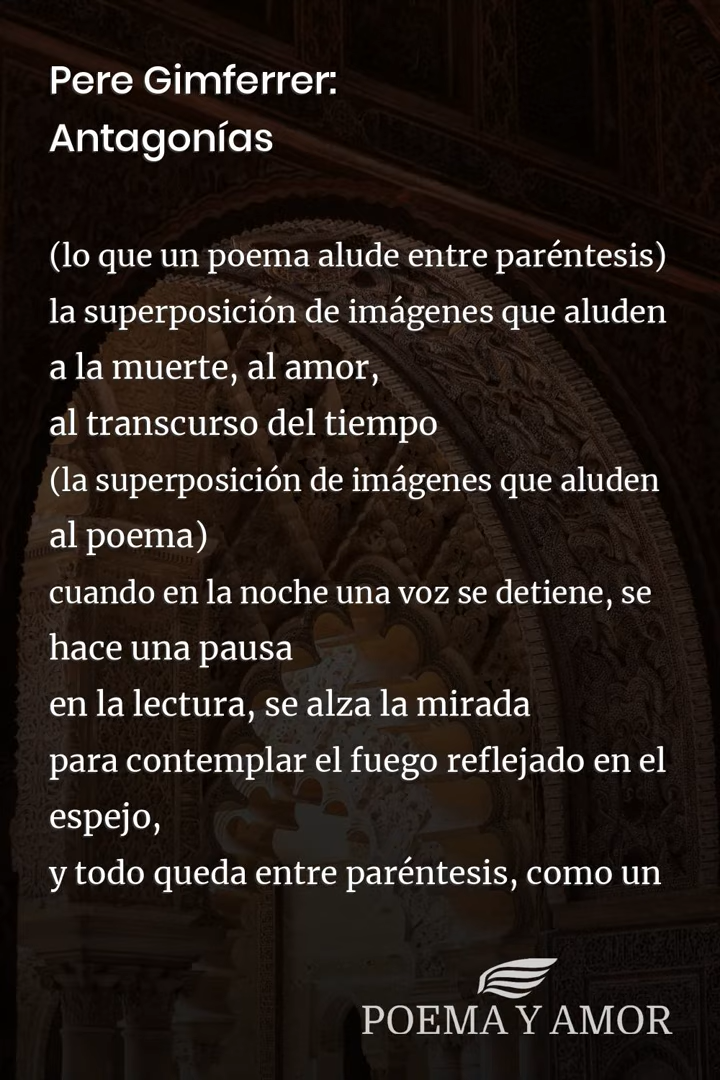 Pere Gimferrer:
Antagonías
(lo que un poema alude entre paréntesis)
la superposición de imágenes que aluden
a la muerte, al amor,
al transcurso del tiempo
(la superposición de imágenes que aluden
al poema)
cuando en la noche una voz se detiene, se
hace una pausa
en la lectura, se alza la mirada
para contemplar el fuego reflejado en el
espejo,
y todo queda entre paréntesis, como un
POEMA Y AMOR